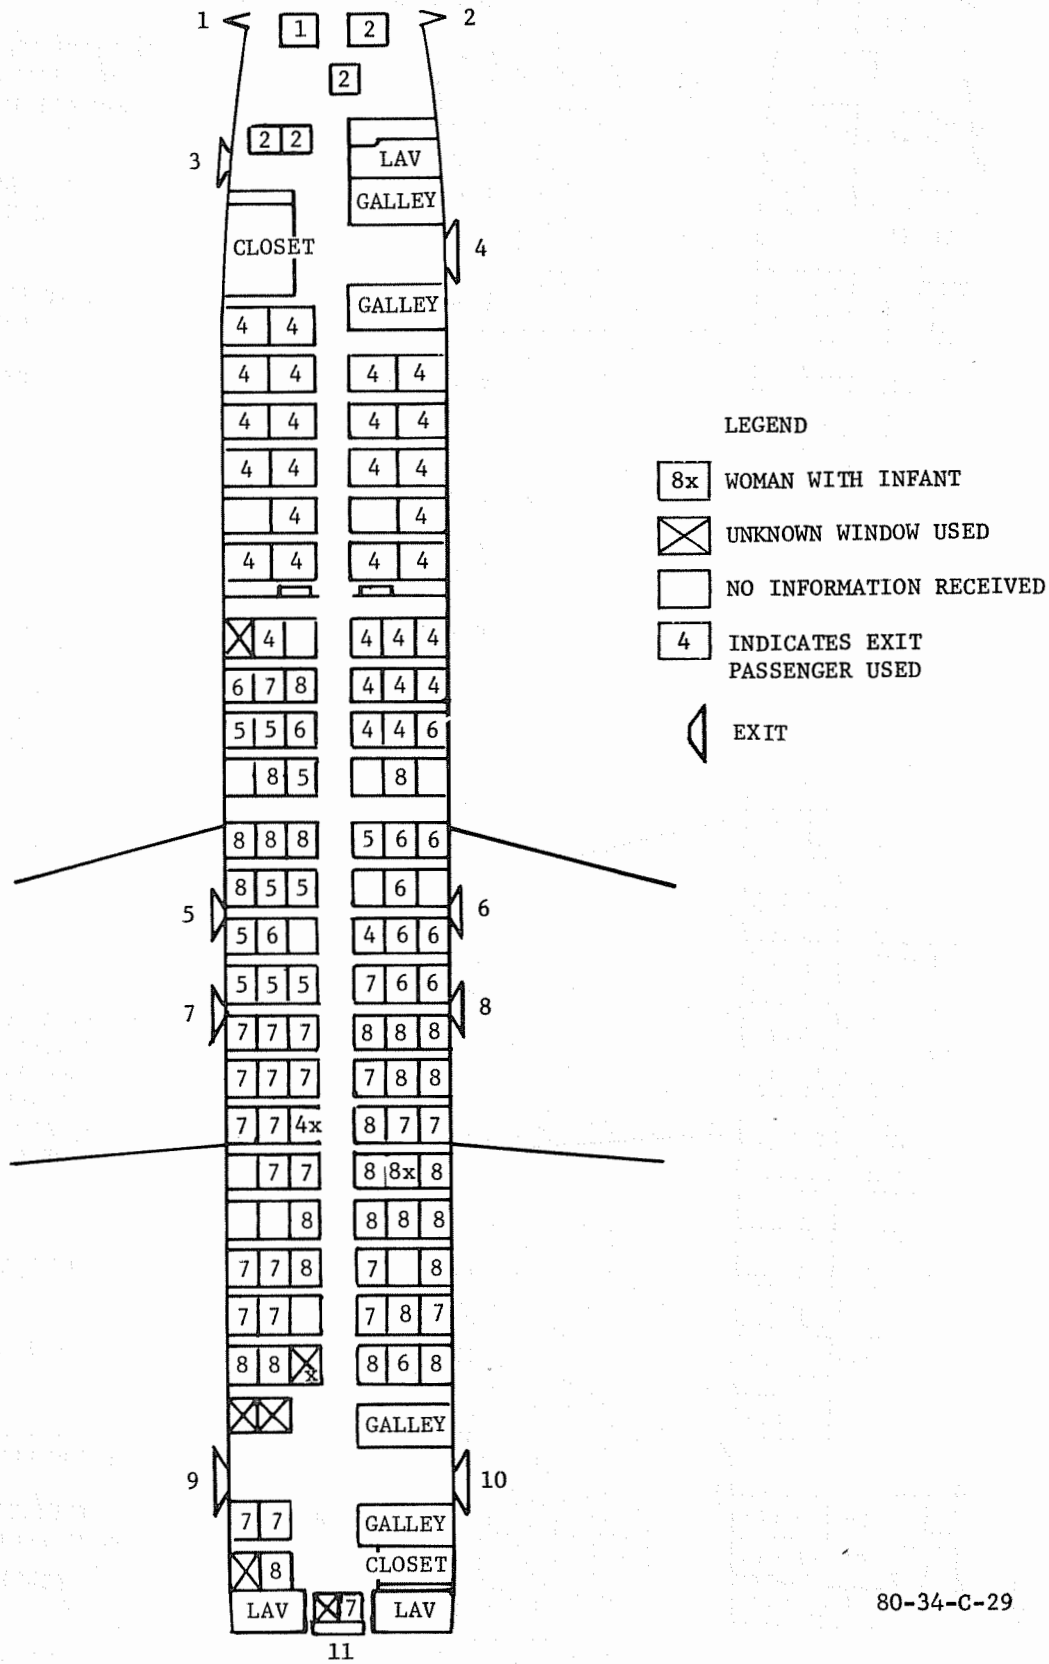 1 1 2 2
2
2 2
LAV
3
GALLEY
CLOSET
4
GALLEY
4 4
4 4 4 4
4 4 4 4
LEGEND
4 4 4 4
8x WOMAN WITH INFANT
4 4
UNKNOWN WINDOW USED
4 4 4 4
NO INFORMATION RECEIVED
4 4 4 4
4 INDICATES EXIT
PASSENGER USED
6 7 8 4 4 4
5 5 6 4 4 6
EXIT
8 5 8
8 8 8 5 6 6
8 5 5 6
5 6
5 6 4 6 6
5 5 5 7 6 6
7 8
7 7 7 8 8 8
7 7 7 7 8 8
7 7 4x 8 7 7
7 7 8 8x 8
8 8 8 8
7 7 8 7 8
7 7 7 8 7
8 8 x 8 6 8
GALLEY
9 10
7 7 GALLEY
CLOSET
8
LAV 7 LAV
80-34-C-29
11